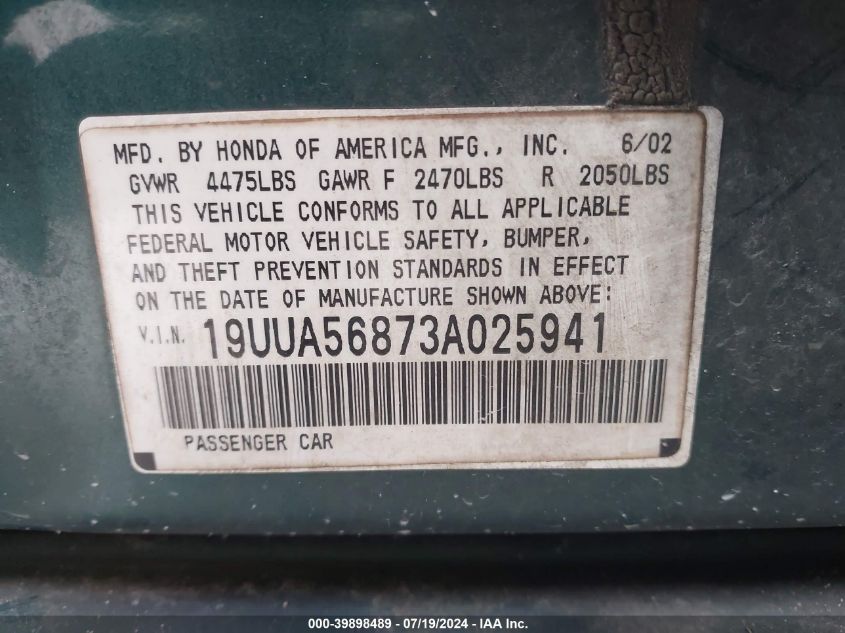 MFD. BY HONDA OF AMERICA MFG., INC. 6/02
GVWR 4475LBS GAWR F 2470LBS R 2050LBS
THIS VEHICLE CONFORMS TO ALL APPLICABLE
FEDERAL MOTOR VEHICLE SAFETY, BUMPER,
AND THEFT PREVENTION STANDARDS IN EFFECT
ON THE DATE OF MANUFACTURE SHOWN ABOVE:
V.I.N. 19UUA56873A025941
PASSENGER CAR
000-39898489 - 07/19/2024 - IAA Inc.